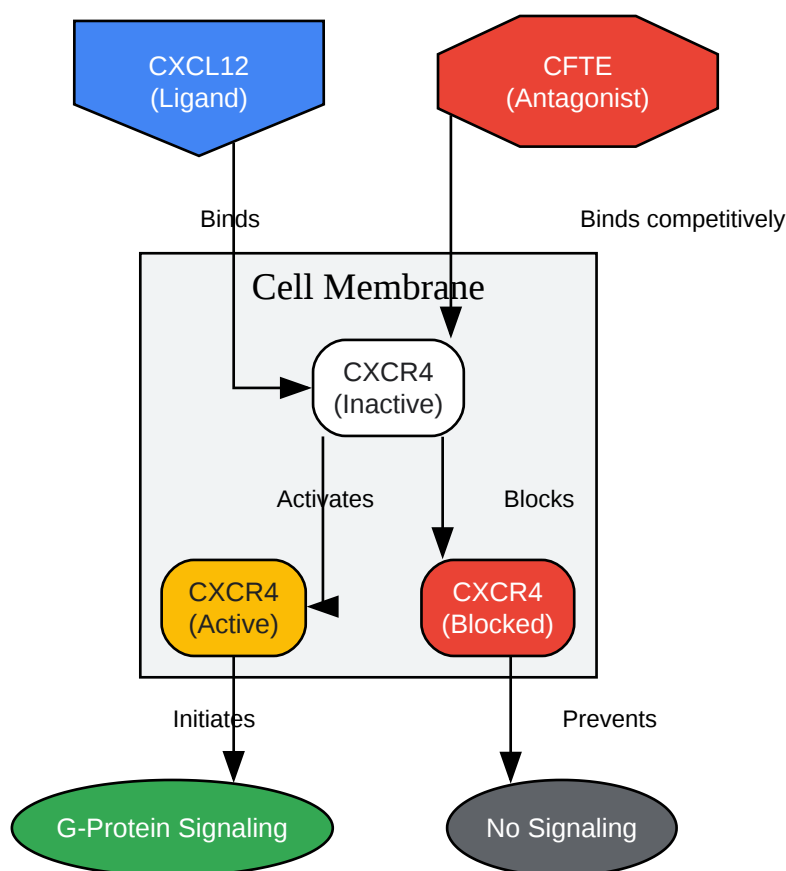 CXCL12
(Ligand)
CFTE
(Antagonist)
Binds
Binds competitively
Cell Membrane
CXCR4
(Inactive)
Activates
Blocks
CXCR4
(Active)
CXCR4
(Blocked)
Initiates
Prevents
G-Protein Signaling
No Signaling